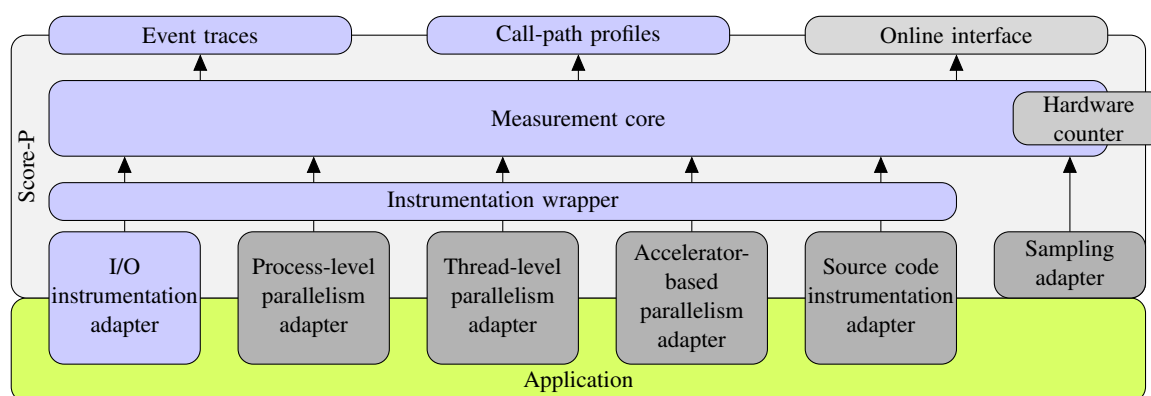 Event traces
Call-path profiles
Online interface
Score-P
Measurement core
Hardware
counter
Instrumentation wrapper
I/O
instrumentation
adapter
Process-level
parallelism
adapter
Thread-level
parallelism
adapter
Accelerator-
based
parallelism
adapter
Source code
instrumentation
adapter
Sampling
adapter
Application